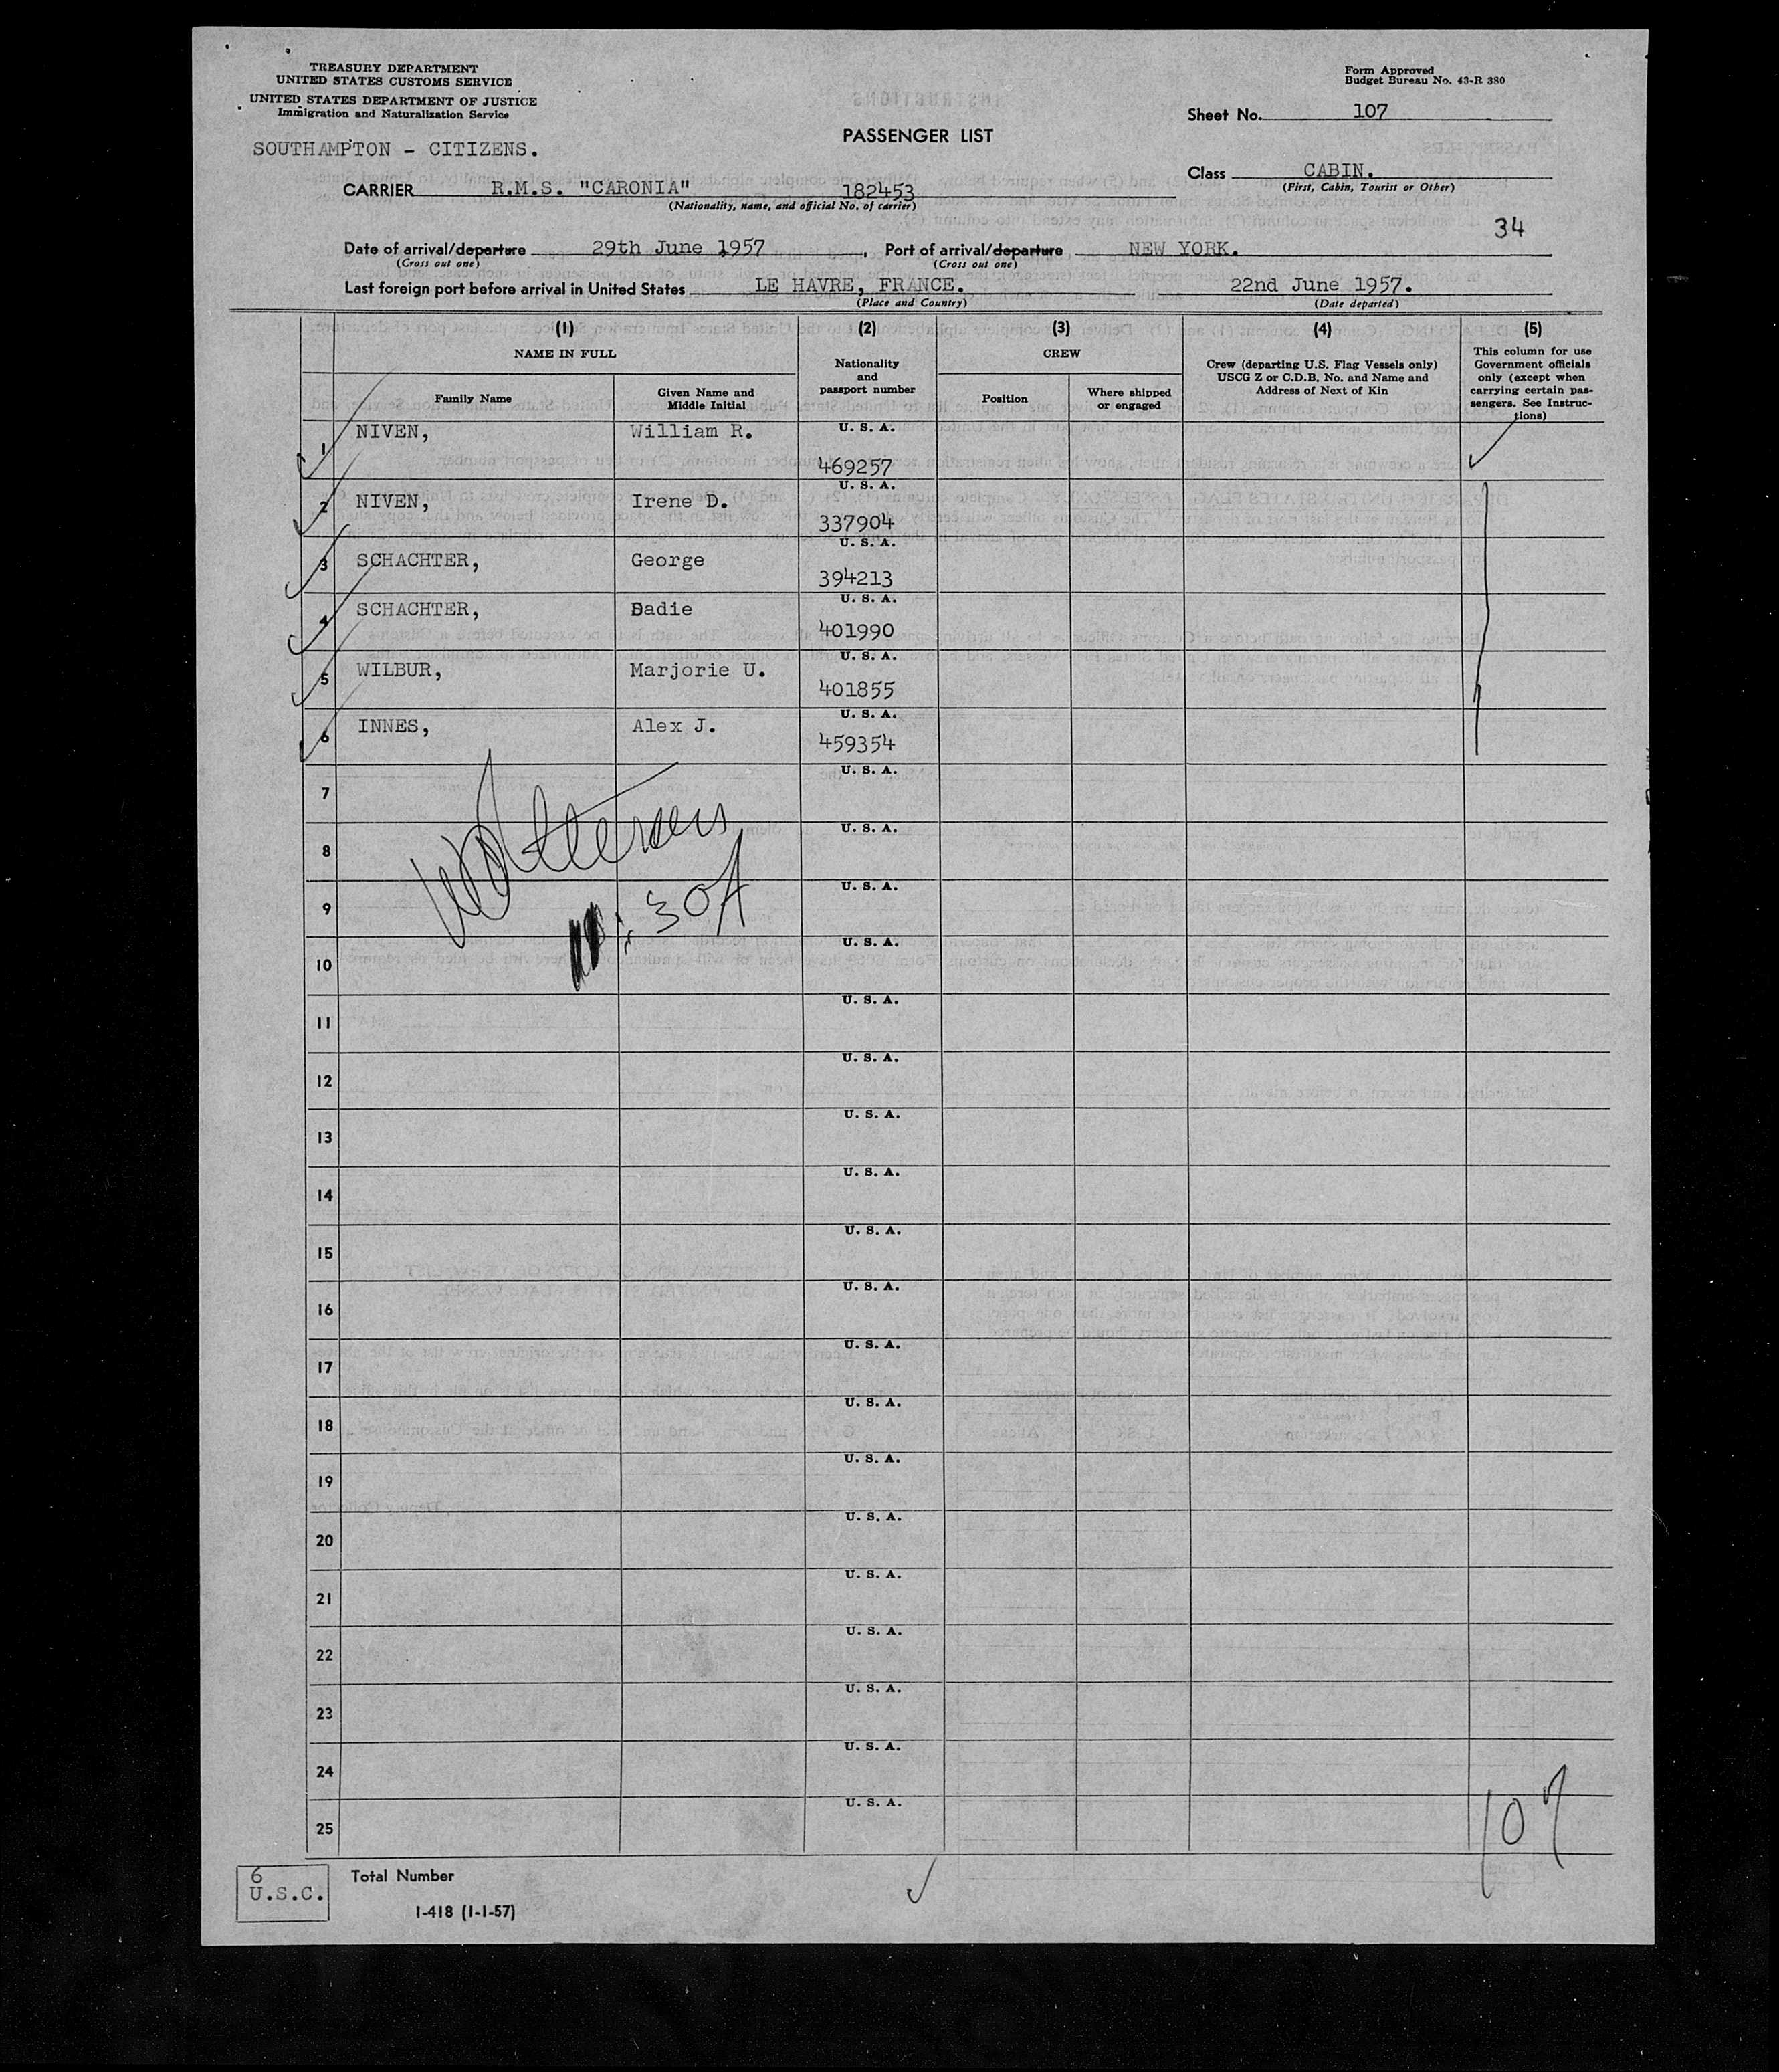 TREASURY DEPARTMENT
UNITED STATES CUSTOMS SERVICE
UNITED STATES DEPARTMENT OF JUSTICE
Immigration and Naturalization Service
Form Approved
Budget Bureau No. 43-R 380
Sheet No. 107
PASSENGER LIST
SOUTHAMPTON - CITIZENS.
Class CABIN.
(First, Cabin, Tourist or Other)
CARRIER R.M.S. "CARONIA" 182453
(Nationality, name, and official No. of carrier)
34
Date of arrival/departure 29th June 1957, Port of arrival/departure NEW YORK.
(Cross out one) (Cross out one)
Last foreign port before arrival in United States LE HAVRE, FRANCE. 22nd June 1957.
(Place and Country) (Date departed)
(1) (2) (3) (4) (5)
NAME IN FULL
Family Name
Given Name and
Middle Initial
Nationality
and
passport number
CREW
Position
Where shipped
or engaged
Crew (departing U.S. Flag Vessels only)
USCG Z or C.D.B. No. and Name and
Address of Next of Kin
This column for use
Government officials
only (except when
carrying certain pas-
sengers. See Instruc-
tions)
1 NIVEN, William R. U. S. A. 469257
2 NIVEN, Irene D. U. S. A. 337904
3 SCHACHTER, George U. S. A. 394213
4 SCHACHTER, Sadie U. S. A. 401990
5 WILBUR, Marjorie U. U. S. A. 401855
6 INNES, Alex J. U. S. A. 459354
7 U. S. A.
8 U. S. A.
9 U. S. A.
10 U. S. A.
11 U. S. A.
12 U. S. A.
13 U. S. A.
14 U. S. A.
15 U. S. A.
16 U. S. A.
17 U. S. A.
18 U. S. A.
19 U. S. A.
20 U. S. A.
21 U. S. A.
22 U. S. A.
23 U. S. A.
24 U. S. A.
25 U. S. A.
107
6
U.S.C.
Total Number
I-418 (1-1-57)